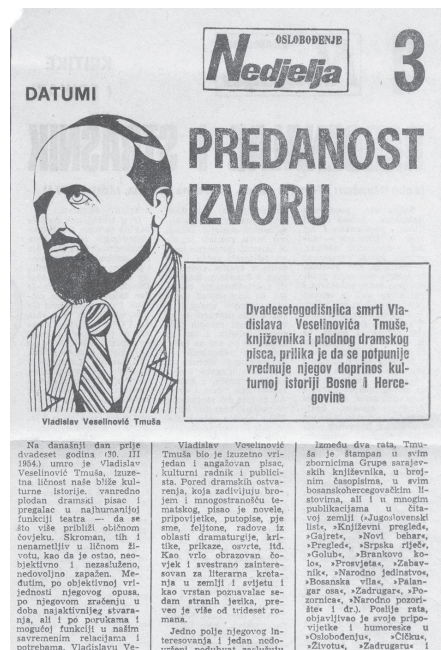 OSLOBOĐENJE
Nedjelja
3
DATUMI
PREDANOST
IZVORU
Dvadesetogodišnjica smrti Vla-
dislava Veselinovića Tmuše,
književnika i plodnog dramskog
pisca, prilika je da se potpunije
vrednuje njegov doprinos kul-
turnoj istoriji Bosne i Herce-
govine
Vladislav Veselinović Tmuša
Na današnji dan prije
dvadeset godina (30. III
1954.) umro je Vladislav
Veselinović Tmuša, izuze-
tna ličnost naše bliže kul-
turne istorije, vanredno
plodan dramski pisac i
pregalac u najhumanijoj
funkciji teatra — da se
što više približi običnom
čovjeku. Skroman, tih i
nenametljiv u ličnom ži-
votu, kao da je ostao, neo-
bjektivno i nezasluženo,
nedovoljno zapažen. Me-
đutim, po objektivnoj vri-
jednosti njegovog opusa,
po njegovom zračenju u
doba najaktivnijeg stvara-
nja, ali i po porukama i
mogućoj funkciji u našim
savremenim relacijama i
potrebama, Vladislavu Ve-
Vladislav Veselinović
Tmuša bio je izuzetno vri-
jedan i angažovan pisac,
kulturni radnik i publici-
sta. Pored dramskih ostva-
renja, koja zadivljuju bro-
jem i mnogostranošću te-
matskog, pisao je novele,
pripovijetke, putopise, pje
sme, feljtone, radove iz
oblasti dramaturgije, kri-
tike, prikaze, osvrte, itd.
Kao vrlo obrazovan čo-
vjek i svestrano zaintere-
sovan za literarna kreta-
nja u zemlji i svijetu i
kao vrstan poznavalac se-
dam stranih jezika, pre-
veo je više od trideset ro-
mana.
Jedno polje njegovog in-
teresovanja i jedan nedo-
Između dva rata, Tmu-
ša je štampan u svim
zbornicima Grupe sarajev-
skih književnika, u broj-
nim časopisima, u svim
bosanskohercegovačkim li-
stovima, ali i u mnogim
publikacijama u čita-
voj zemlji (»Jugoslovenski
list«, »Književni pregled«,
»Gajret«, »Novi behar«,
»Pregled«, »Srpska riječ«,
»Golub«, »Brankovo ko-
lo«, »Prosvjeta«, »Zabav-
nik«, »Narodno jedinstvo«,
»Bosanska vila«, »Palan-
gar osa«, »Zadrugar«, »Po-
zornica«, »Narodno pozori-
šte« i dr.). Poslije rata,
objavljivao je svoje pripo-
vijetke i humoreske u
»Oslobođenju«, »Čičku«,
»Životu«, »Zadrugaru« i